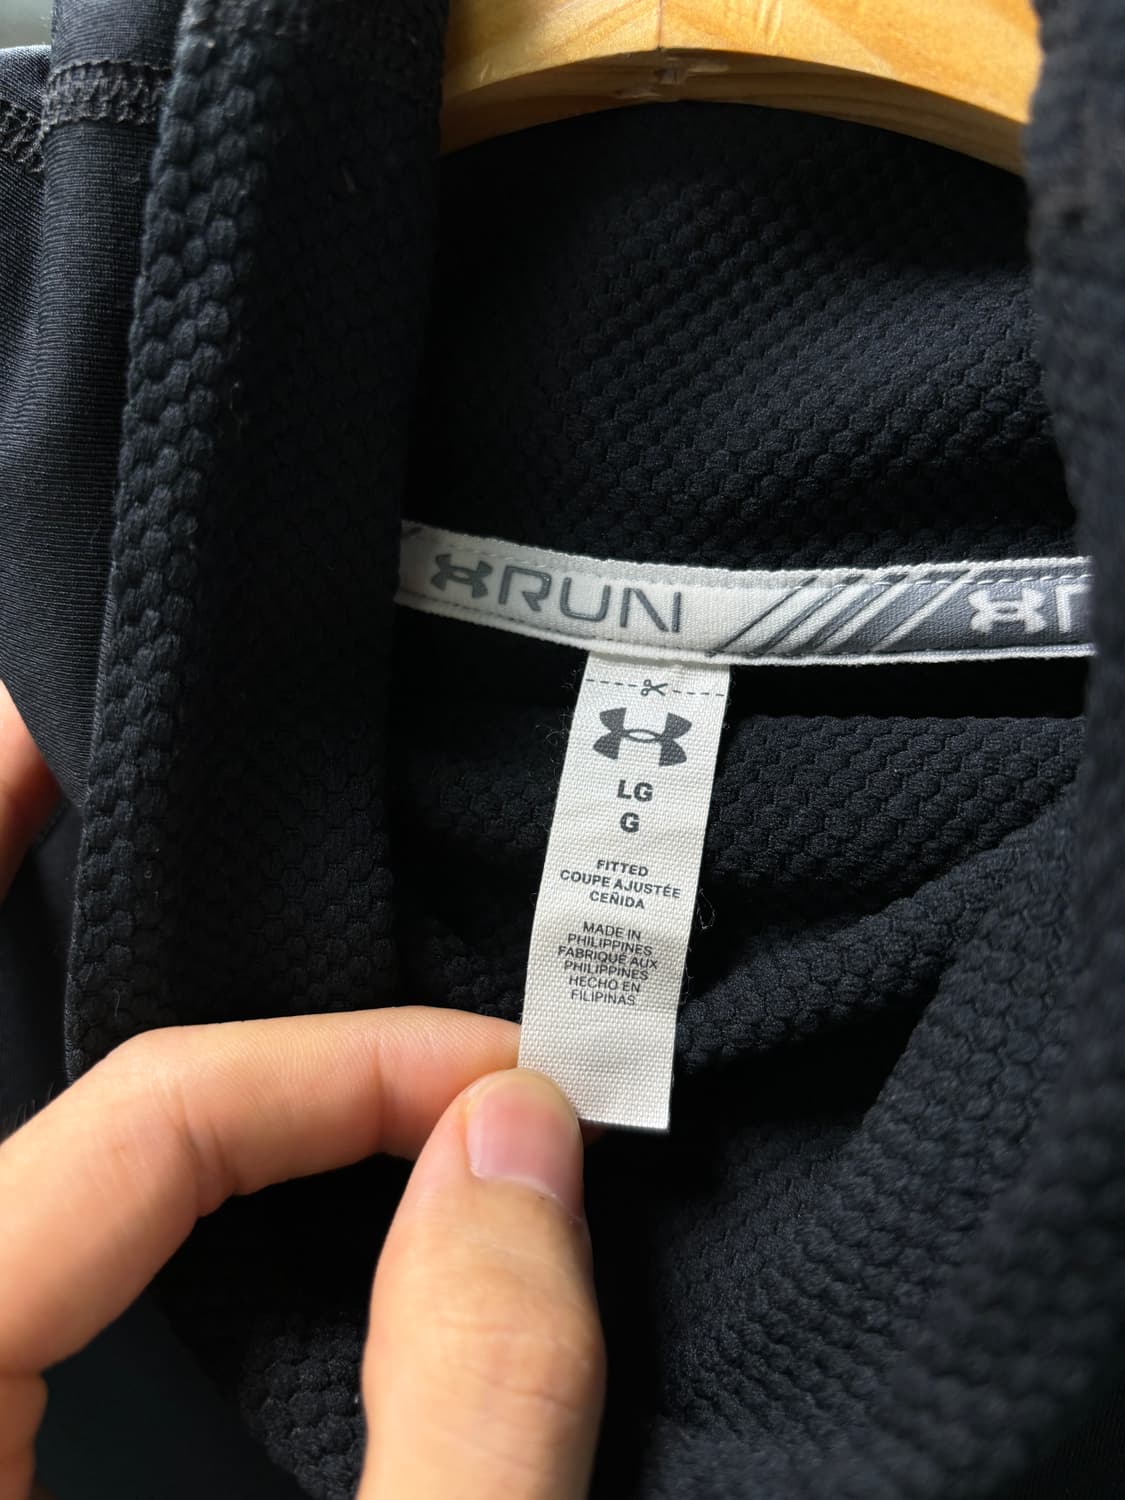 RUN
LG
G
FITTED
COUPE AJUSTÉE
CEÑIDA
MADE IN
PHILIPPINES
FABRIQUÉ AUX
PHILIPPINES
HECHO EN
FILIPINAS